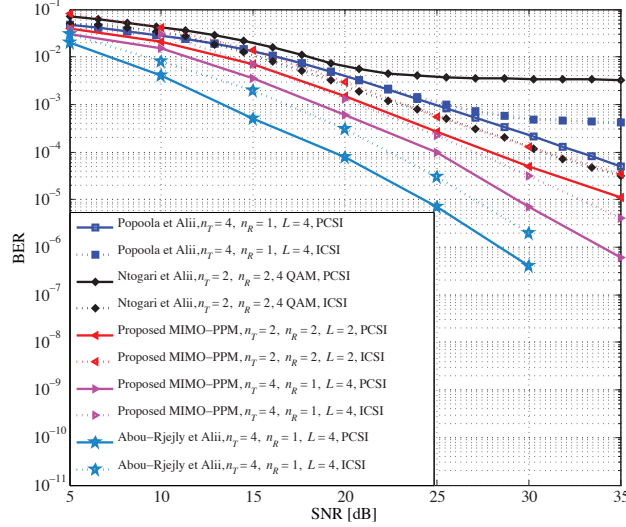 10^−1
10^−2
10^−3
10^−4
10^−5
10^−6
10^−7
10^−8
10^−9
10^−10
10^−11
BER
Popoola et Alii, n_T = 4, n_R = 1, L = 4, PCSI
Popoola et Alii, n_T = 4, n_R = 1, L = 4, ICSI
Ntogari et Alii, n_T = 2, n_R = 2, 4 QAM, PCSI
Ntogari et Alii, n_T = 2, n_R = 2, 4 QAM, ICSI
Proposed MIMO−PPM, n_T = 2, n_R = 2, L = 2, PCSI
Proposed MIMO−PPM, n_T = 2, n_R = 2, L = 2, ICSI
Proposed MIMO−PPM, n_T = 4, n_R = 1, L = 4, PCSI
Proposed MIMO−PPM, n_T = 4, n_R = 1, L = 4, ICSI
Abou−Rjejly et Alii, n_T = 4, n_R = 1, L = 4, PCSI
Abou−Rjejly et Alii, n_T = 4, n_R = 1, L = 4, ICSI
5 10 15 20 25 30 35
SNR [dB]